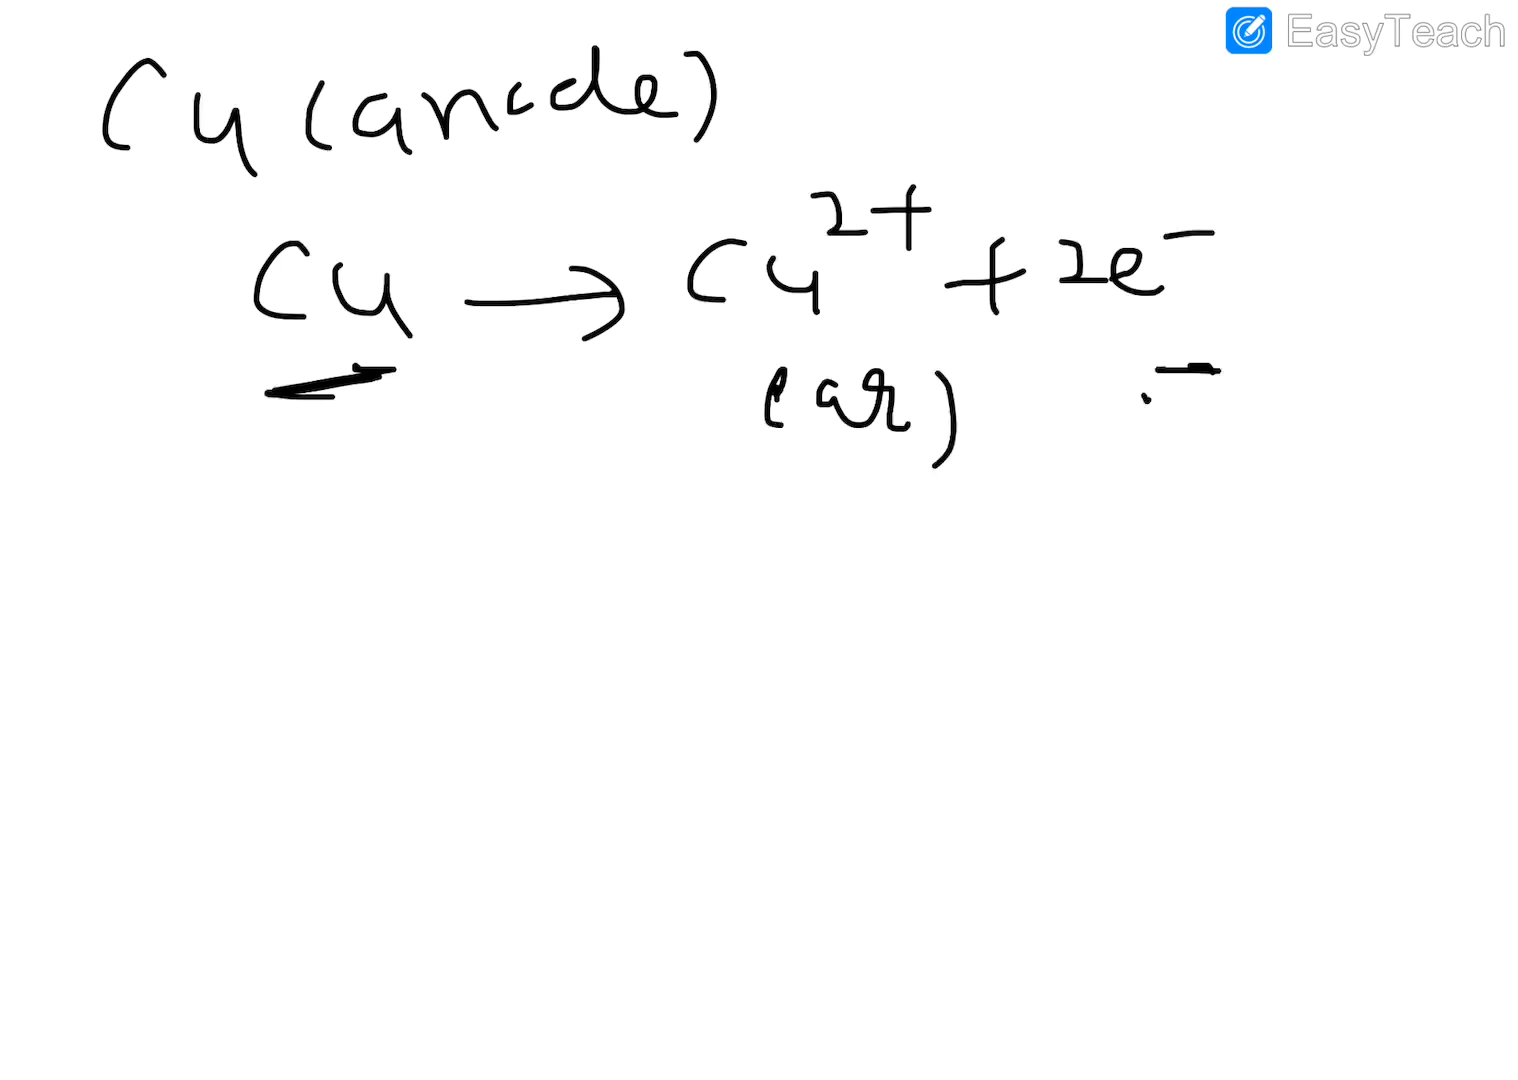 EasyTeach
Cu (anode)
Cu → Cu²⁺ + 2e⁻
(aq)